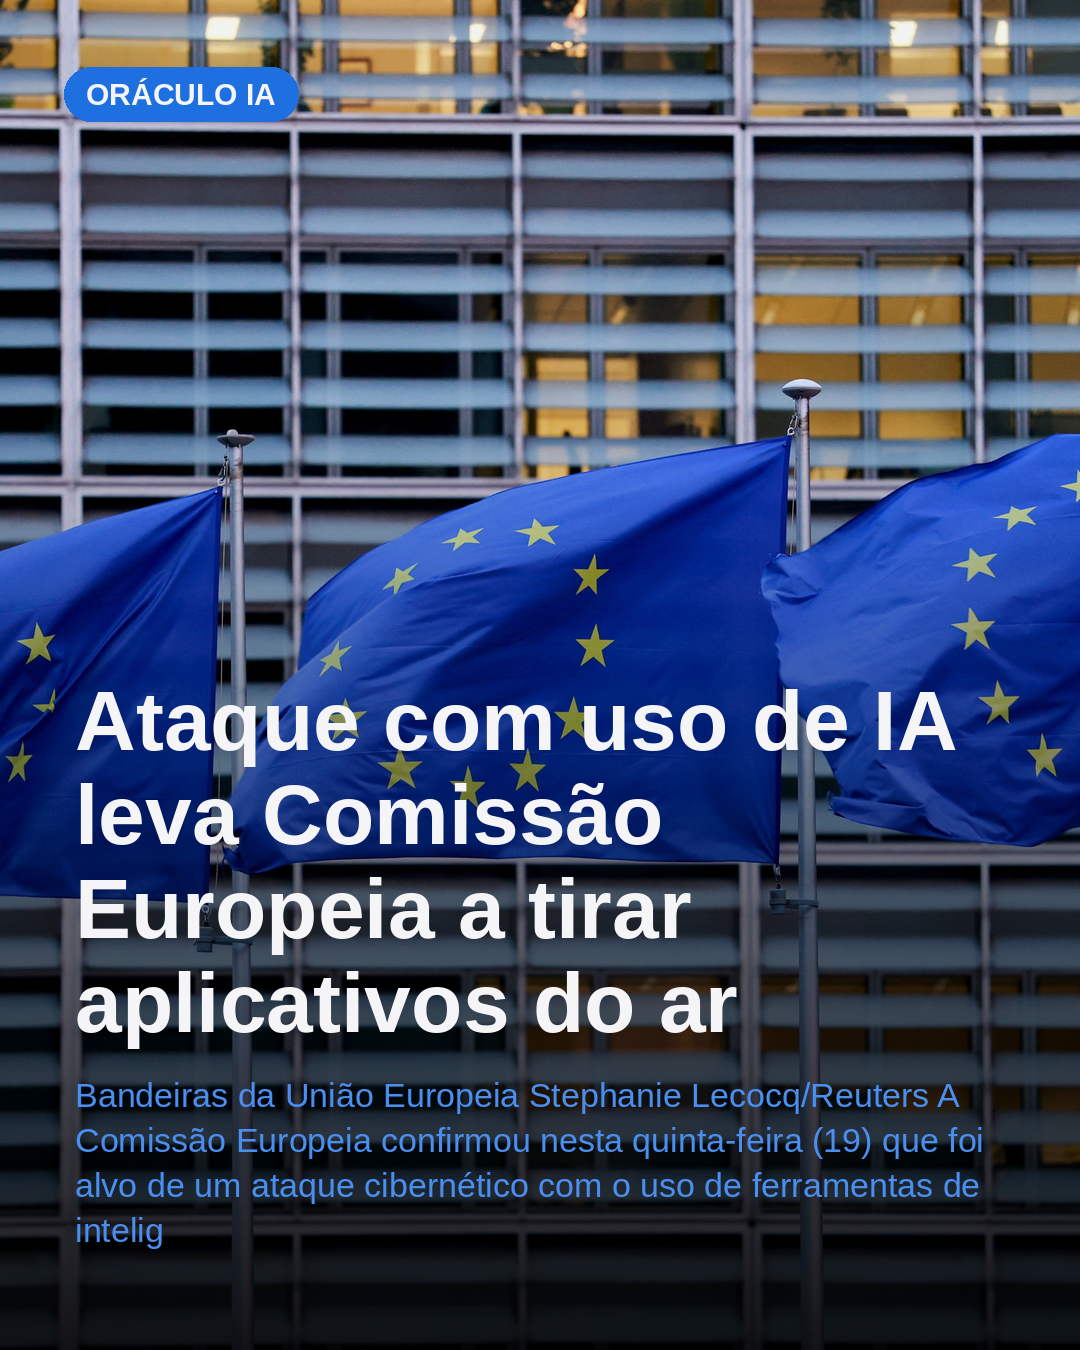 ORÁCULO IA
Ataque com uso de IA
leva Comissão
Europeia a tirar
aplicativos do ar
Bandeiras da União Europeia Stephanie Lecocq/Reuters A
Comissão Europeia confirmou nesta quinta-feira (19) que foi
alvo de um ataque cibernético com o uso de ferramentas de
intelig